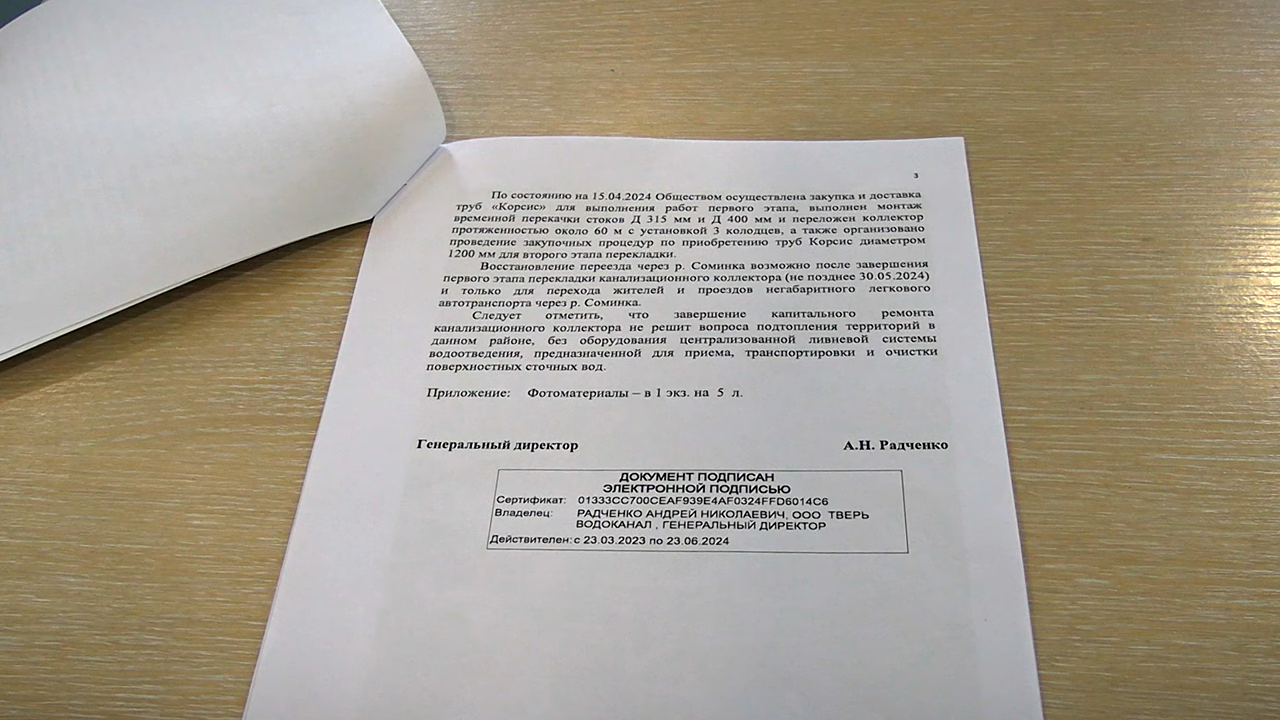 3
По состоянию на 15.04.2024 Обществом осуществлена закупка и доставка
труб «Корсис» для выполнения работ первого этапа, выполнен монтаж
временной перекачки стоков Д 315 мм и Д 400 мм и переложен коллектор
протяженностью около 60 м с установкой 3 колодцев, а также организовано
проведение закупочных процедур по приобретению труб Корсис диаметром
1200 мм для второго этапа перекладки.
Восстановление переезда через р. Соминка возможно после завершения
первого этапа перекладки канализационного коллектора (не позднее 30.05.2024)
и только для перехода жителей и проездов негабаритного легкового
автотранспорта через р. Соминка.
Следует отметить, что завершение капитального ремонта
канализационного коллектора не решит вопроса подтопления территорий в
данном районе, без оборудования централизованной ливневой системы
водоотведения, предназначенной для приема, транспортировки и очистки
поверхностных сточных вод.
Приложение: Фотоматериалы – в 1 экз. на 5 л.
Генеральный директор А.Н. Радченко
ДОКУМЕНТ ПОДПИСАН
ЭЛЕКТРОННОЙ ПОДПИСЬЮ
Сертификат: 01333CC700CEAF939E4AF0324FFD6014C6
Владелец: РАДЧЕНКО АНДРЕЙ НИКОЛАЕВИЧ, ООО ТВЕРЬ
ВОДОКАНАЛ , ГЕНЕРАЛЬНЫЙ ДИРЕКТОР
Действителен: с 23.03.2023 по 23.06.2024